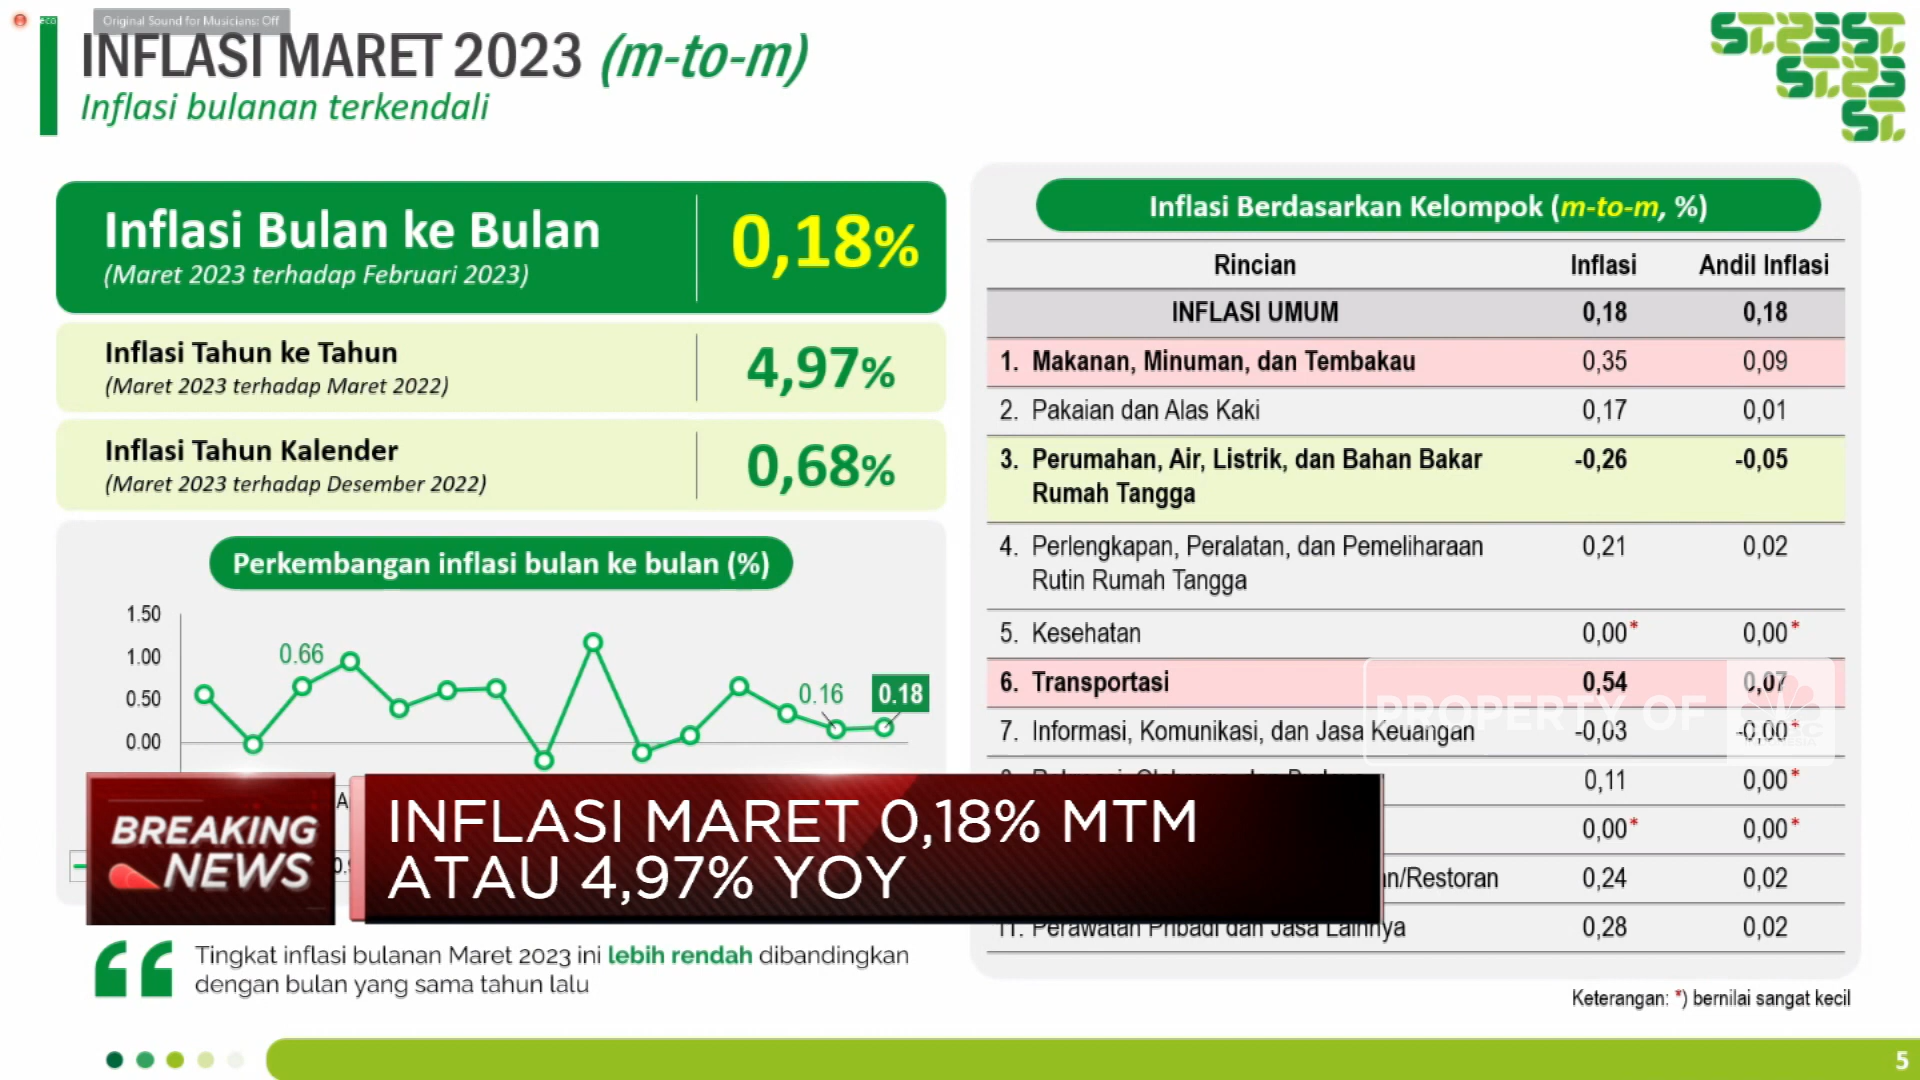 Original Sound for Musicians: Off
INFLASI MARET 2023 (m-to-m)
Inflasi bulanan terkendali
Inflasi Bulan ke Bulan
(Maret 2023 terhadap Februari 2023)
0,18%
Inflasi Tahun ke Tahun
(Maret 2023 terhadap Maret 2022)
4,97%
Inflasi Tahun Kalender
(Maret 2023 terhadap Desember 2022)
0,68%
Perkembangan inflasi bulan ke bulan (%)
1.50
1.00
0.50
0.00
0.66
0.16
0.18
Inflasi Berdasarkan Kelompok (m-to-m, %)
Rincian Inflasi Andil Inflasi
INFLASI UMUM 0,18 0,18
1. Makanan, Minuman, dan Tembakau 0,35 0,09
2. Pakaian dan Alas Kaki 0,17 0,01
3. Perumahan, Air, Listrik, dan Bahan Bakar -0,26 -0,05
Rumah Tangga
4. Perlengkapan, Peralatan, dan Pemeliharaan 0,21 0,02
Rutin Rumah Tangga
5. Kesehatan 0,00* 0,00*
6. Transportasi 0,54 0,07
PROPERTY OF
7. Informasi, Komunikasi, dan Jasa Keuangan -0,03 -0,00*
0,11 0,00*
0,00* 0,00*
an/Restoran 0,24 0,02
11. Perawatan Pribadi dan Jasa Lainnya 0,28 0,02
BREAKING
NEWS
INFLASI MARET 0,18% MTM
ATAU 4,97% YOY
Tingkat inflasi bulanan Maret 2023 ini lebih rendah dibandingkan
dengan bulan yang sama tahun lalu
Keterangan: *) bernilai sangat kecil
5